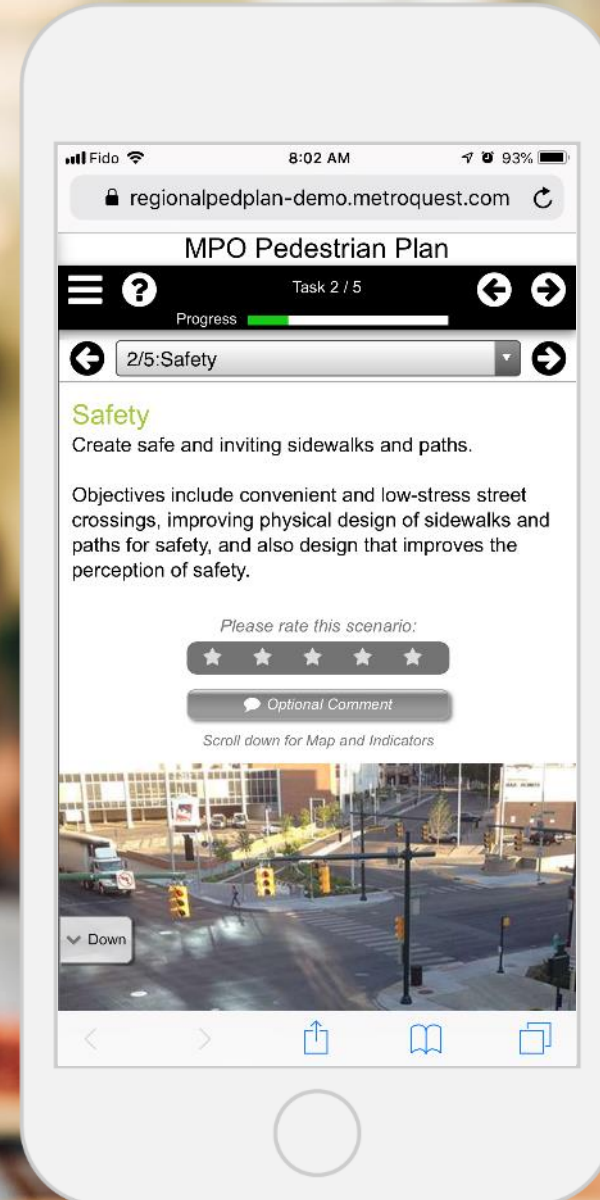 Fido
8:02 AM
93%
regionalpedplan-demo.metroquest.com
MPO Pedestrian Plan
?
Task 2 / 5
Progress
2/5:Safety
Safety
Create safe and inviting sidewalks and paths.
Objectives include convenient and low-stress street
crossings, improving physical design of sidewalks and
paths for safety, and also design that improves the
perception of safety.
Please rate this scenario:
Optional Comment
Scroll down for Map and Indicators
Down